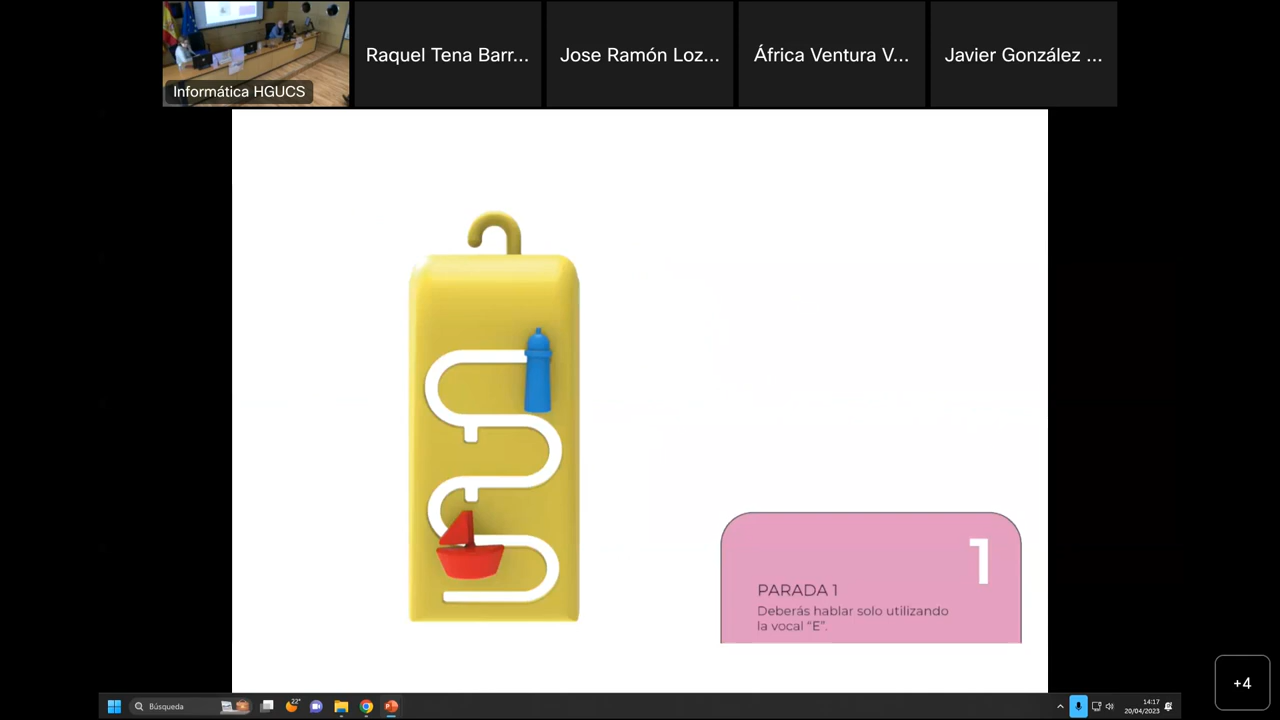 Informática HGUCS
Raquel Tena Barr...
Jose Ramón Loz...
África Ventura V...
Javier González ...
1
PARADA 1
Deberás hablar solo utilizando
la vocal “E”.
+4
Búsqueda
22°
14:17
20/04/2023